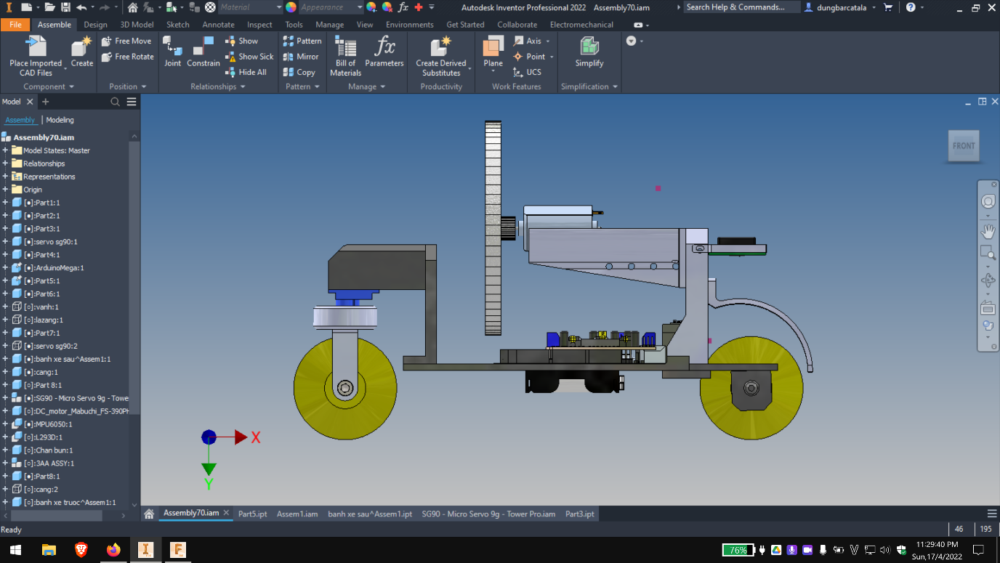 Material
Appearance
fx
Autodesk Inventor Professional 2022 Assembly70.iam
Search Help & Commands...
dungbarcatala
File Assemble Design 3D Model Sketch Annotate Inspect Tools Manage View Environments Get Started Collaborate Electromechanical
Place Imported CAD Files
Create
Free Move
Free Rotate
Joint
Constrain
Show
Show Sick
Hide All
Pattern
Mirror
Copy
Bill of Materials
fx
Parameters
Create Derived Substitutes
Plane
Axis
Point
UCS
Simplify
Component Position Relationships Pattern Manage Productivity Work Features Simplification
Model
Assembly | Modeling
Assembly70.iam
Model States: Master
Relationships
Representations
Origin
[●]:Part1:1
[●]:Part2:1
[●]:Part3:1
[●]:servo sg90:1
[●]:Part4:1
[●]:ArduinoMega:1
[●]:Part5:1
[●]:Part6:1
[○]:vanh:1
[○]:lazang:1
[●]:Part7:1
[○]:servo sg90:2
[●]:banh xe sau^Assem1:1
[●]:cang:1
[○]:Part 8:1
[●]:SG90 - Micro Servo 9g - Towe
[○]:DC_motor_Mabuchi_FS-390PH
[●]:MPU6050:1
[○]:L293D:1
[○]:Chan bun:1
[○]:3AA ASSY:1
[●]:Part8:1
[○]:cang:2
[○]:banh xe truoc^Assem1:1
FRONT
X
Y
Assembly70.iam Part5.ipt Assem1.iam banh xe sau^Assem1.ipt SG90 - Micro Servo 9g - Tower Pro.iam Part3.ipt
Ready
46 195
I
F
76%
V
11:29:40 PM
Sun,17/4/2022